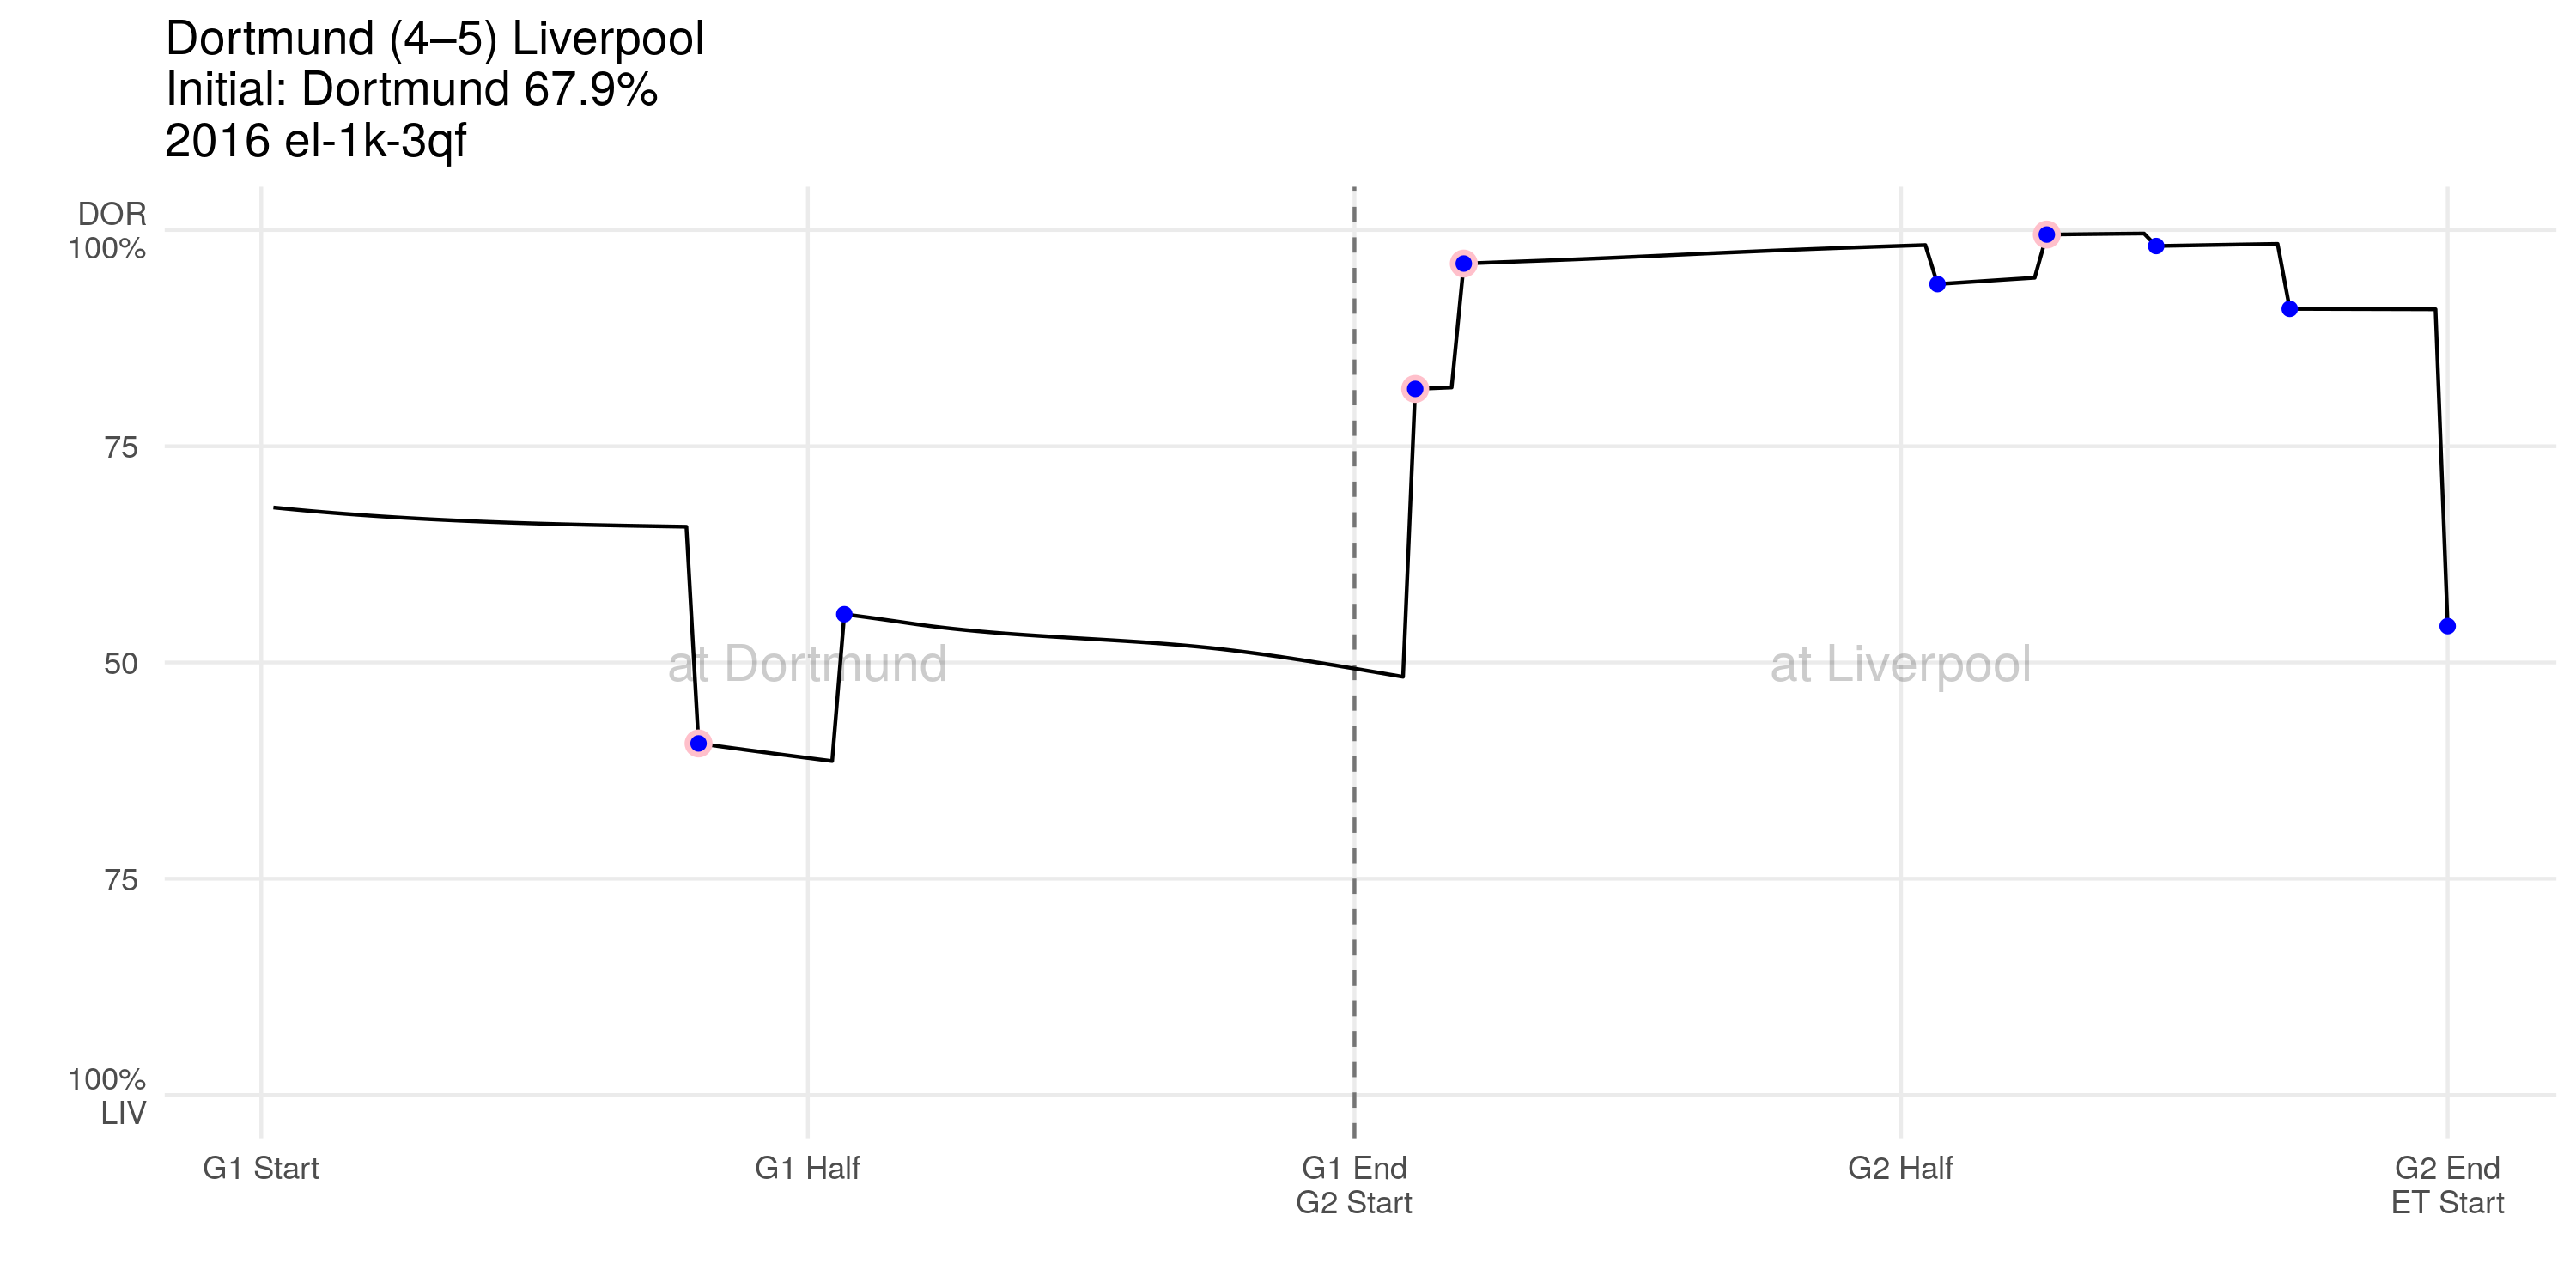 Dortmund (4–5) Liverpool
Initial: Dortmund 67.9%
2016 el-1k-3qf
DOR
100%
75
50
75
100%
LIV
at Dortmund
at Liverpool
G1 Start
G1 Half
G1 End
G2 Start
G2 Half
G2 End
ET Start